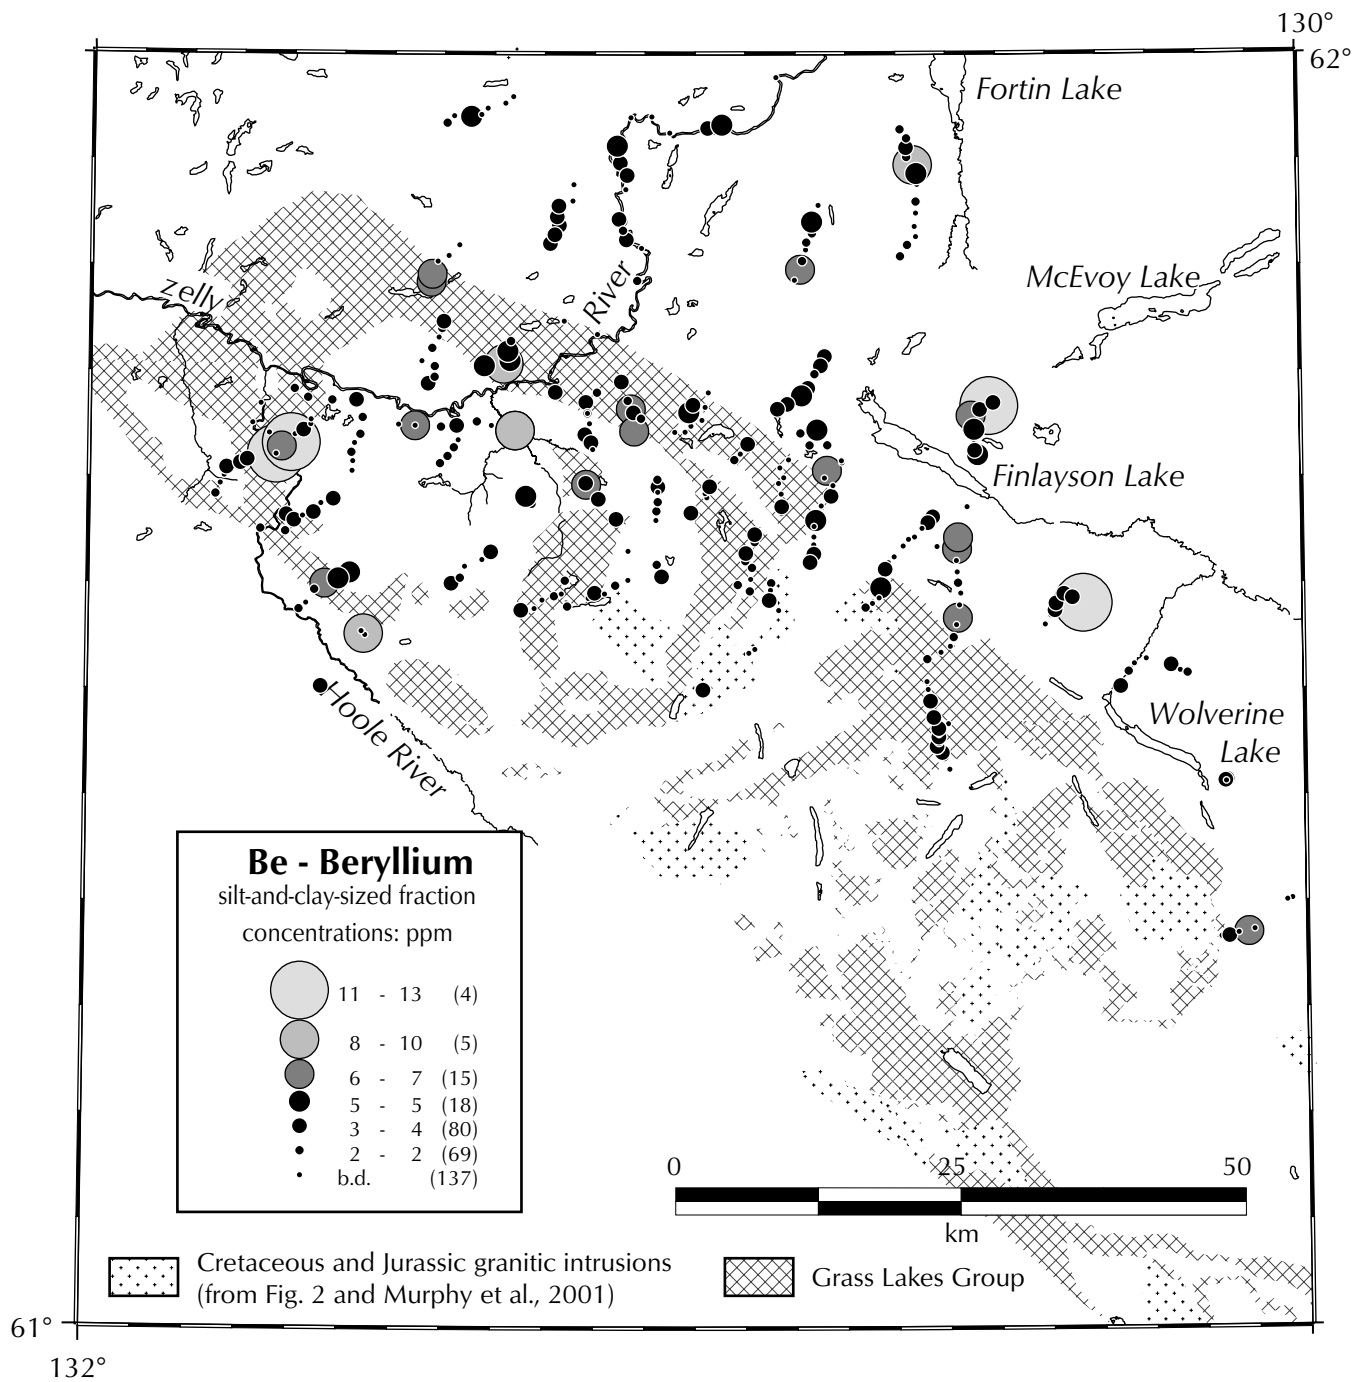 130°
62°
Fortin Lake
McEvoy Lake
zelly
River
Finlayson Lake
Wolverine
Lake
Hoole River
Be - Beryllium
silt-and-clay-sized fraction
concentrations: ppm
11 - 13 (4)
8 - 10 (5)
6 - 7 (15)
5 - 5 (18)
3 - 4 (80)
2 - 2 (69)
b.d. (137)
0 25 50
km
Cretaceous and Jurassic granitic intrusions
(from Fig. 2 and Murphy et al., 2001)
Grass Lakes Group
61°
132°